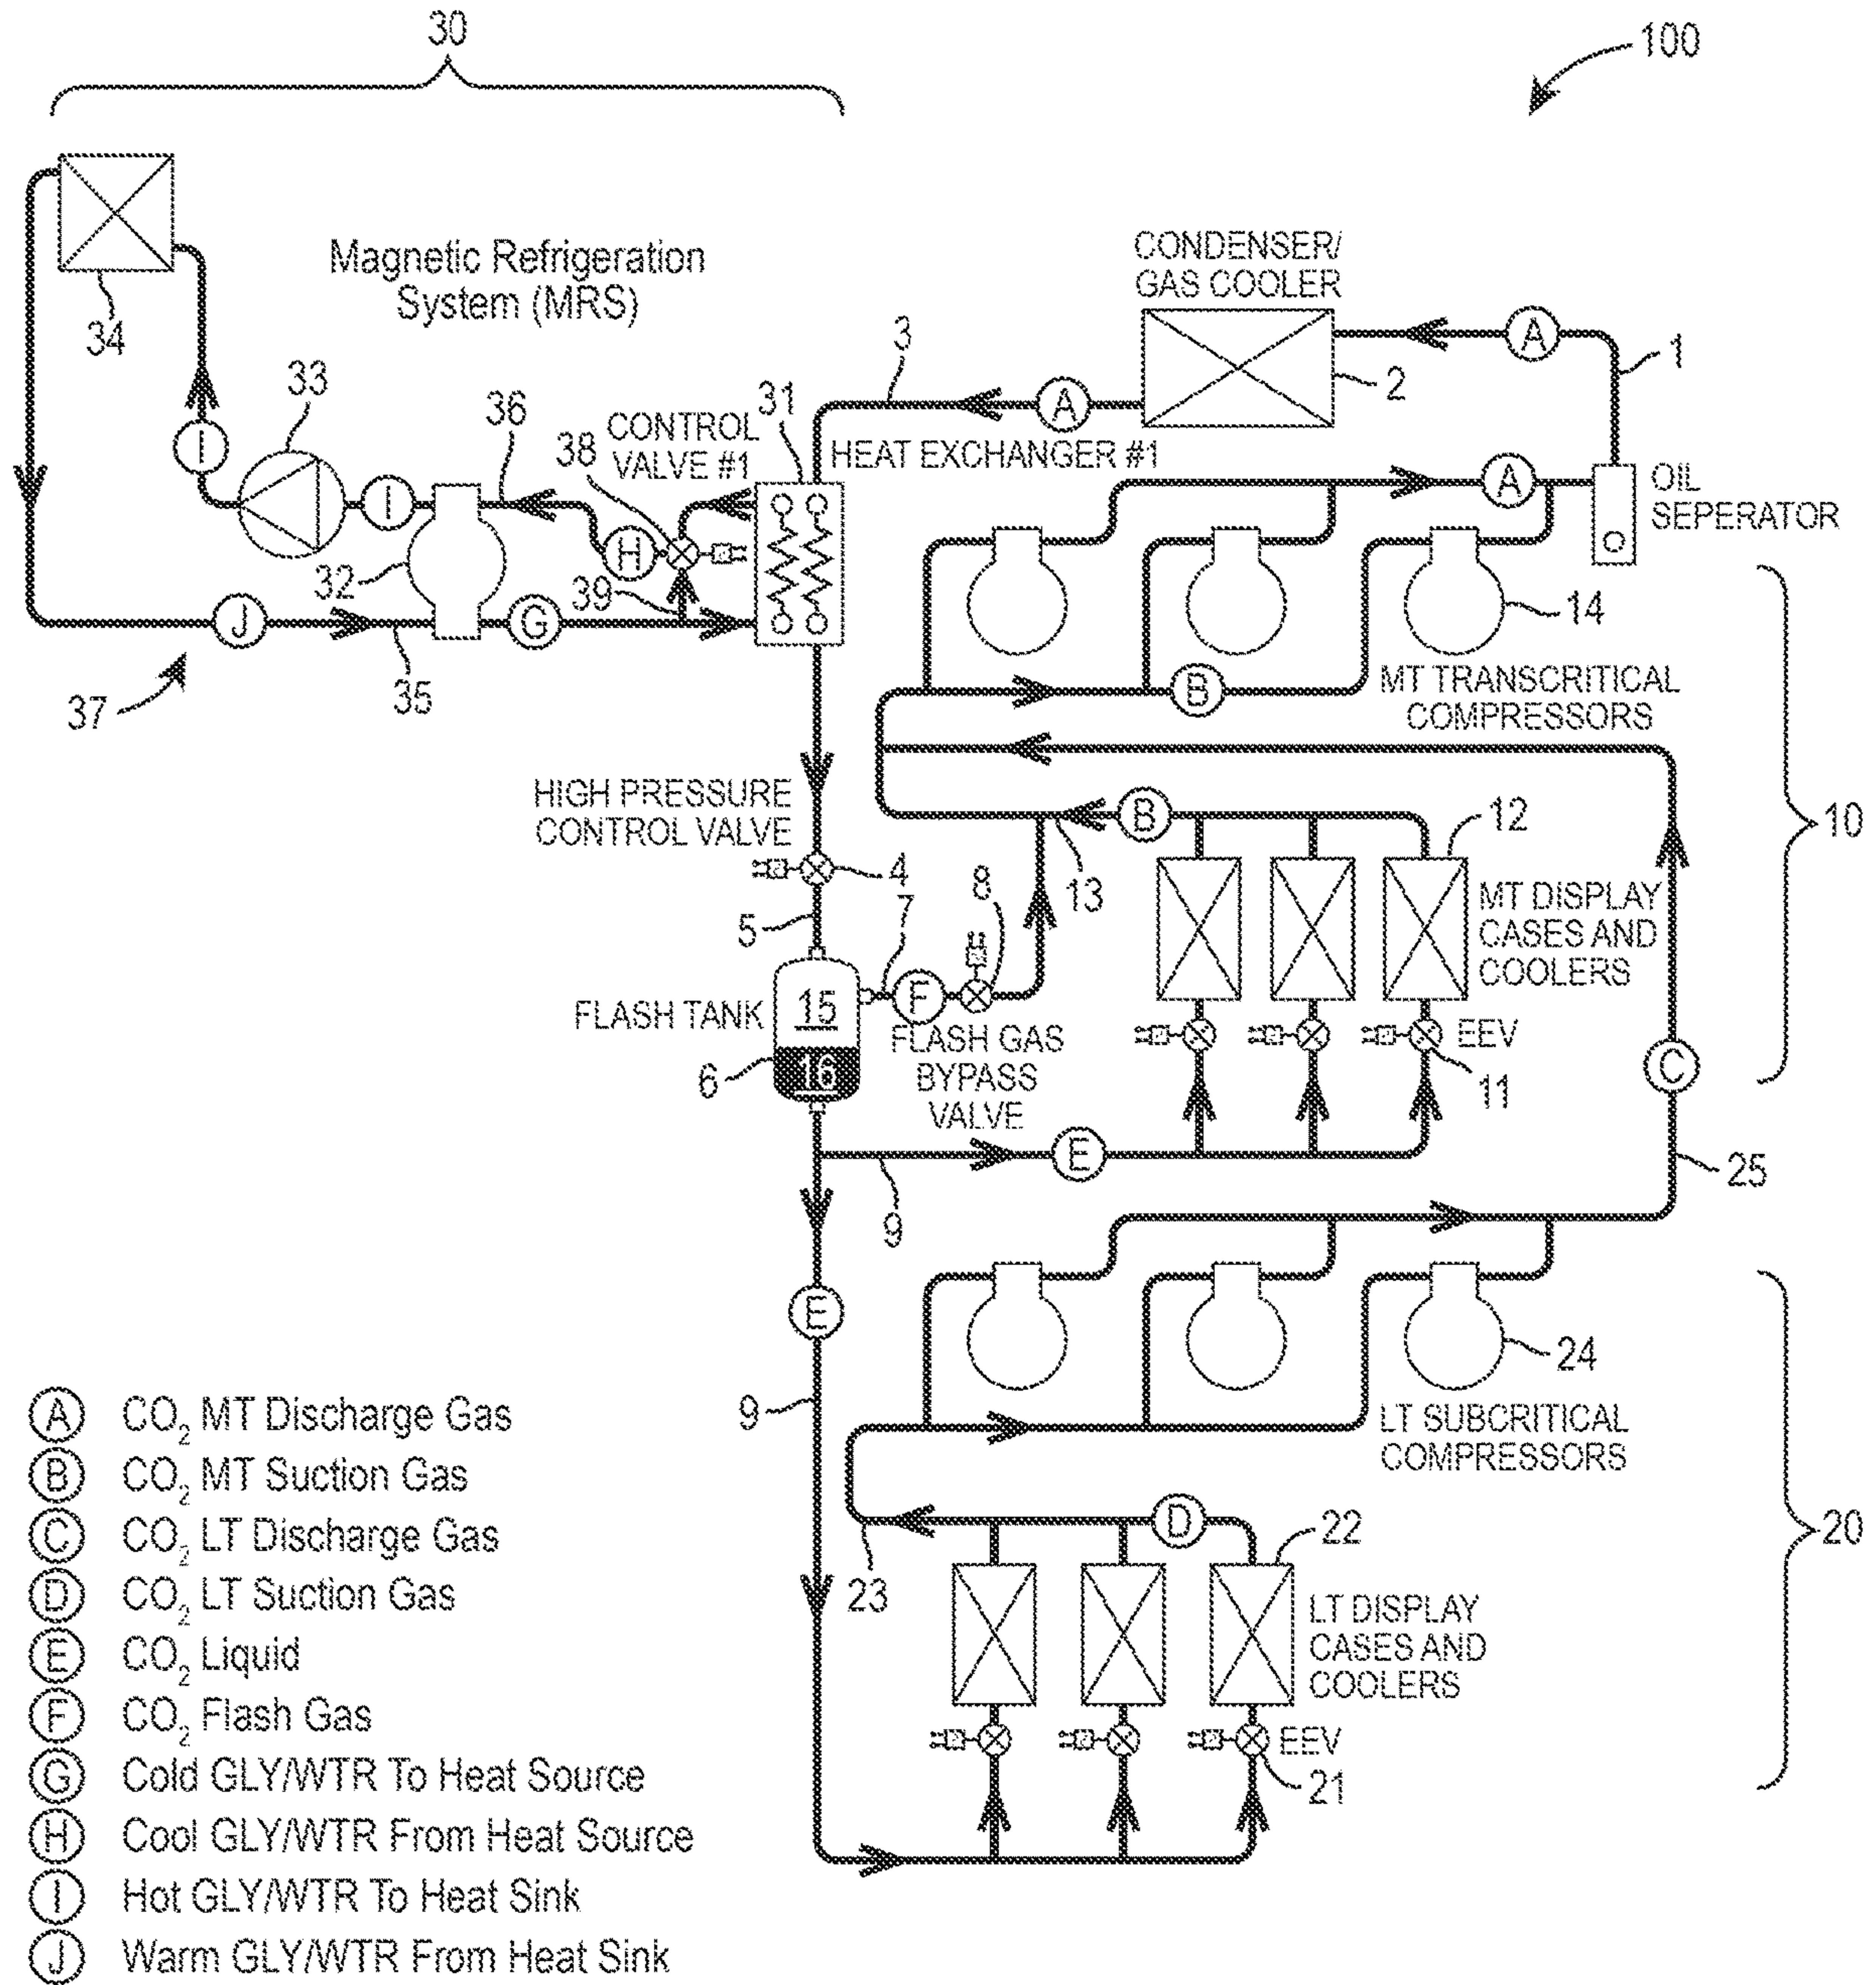 30
100
Magnetic Refrigeration
System (MRS)
34
33
36
CONTROL
VALVE #1
38
31
3
CONDENSER/
GAS COOLER
A
A
1
2
HEAT EXCHANGER #1
A
OIL
SEPERATOR
I
I
H
32
39
J
G
35
37
14
MT TRANSCRITICAL
COMPRESSORS
B
10
HIGH PRESSURE
CONTROL VALVE
4
5
7
8
13
B
12
MT DISPLAY
CASES AND
COOLERS
FLASH TANK
15
16
6
F
FLASH GAS
BYPASS
VALVE
EEV
11
C
E
9
25
E
9
24
LT SUBCRITICAL
COMPRESSORS
D
23
22
20
LT DISPLAY
CASES AND
COOLERS
EEV
21
A CO2 MT Discharge Gas
B CO2 MT Suction Gas
C CO2 LT Discharge Gas
D CO2 LT Suction Gas
E CO2 Liquid
F CO2 Flash Gas
G Cold GLY/WTR To Heat Source
H Cool GLY/WTR From Heat Source
I Hot GLY/WTR To Heat Sink
J Warm GLY/WTR From Heat Sink